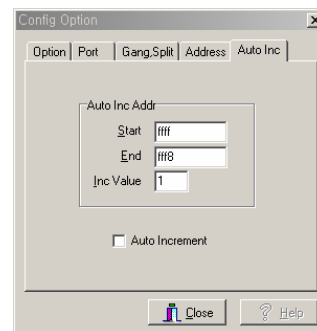 Config Option
Option Port Gang,Split Address Auto Inc
Auto Inc Addr
Start ffff
End fff8
Inc Value 1
Auto Increment
Close Help